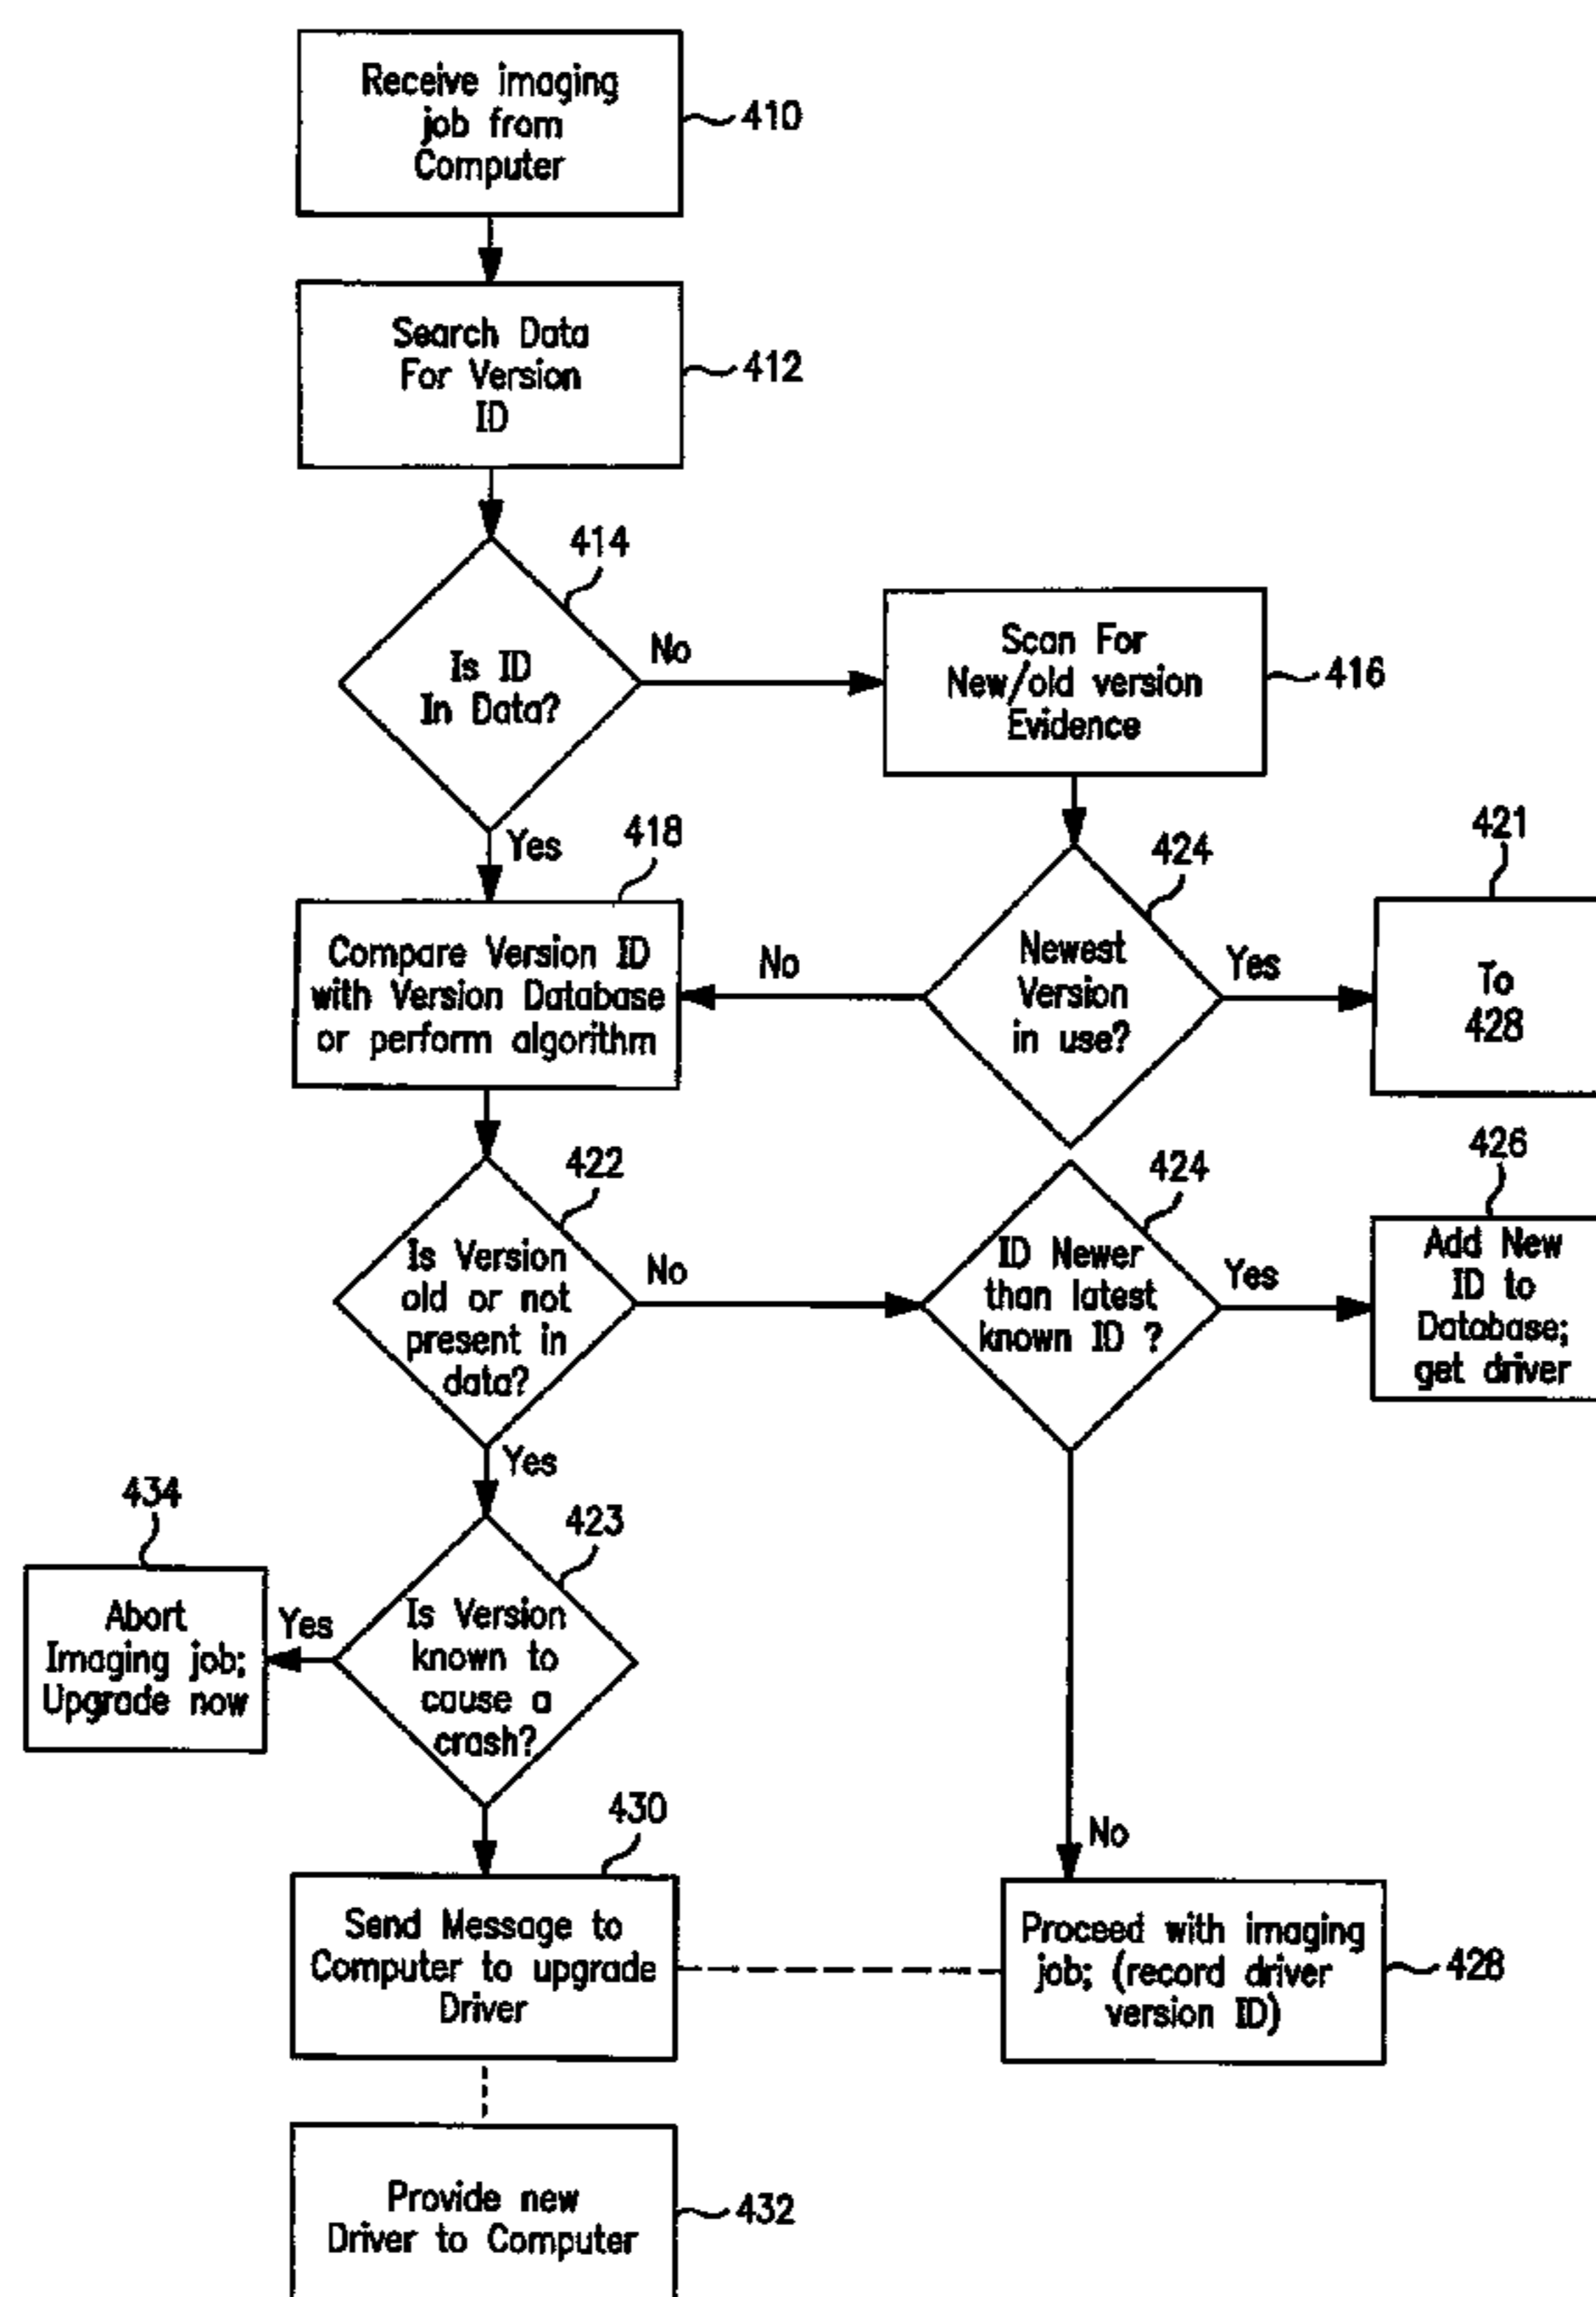 Receive imaging
job from
Computer
410
Search Data
For Version
ID
412
414
Is ID
In Data?
No
Yes
Scan For
New/old version
Evidence
416
418
Compare Version ID
with Version Database
or perform algorithm
No
424
Newest
Version
in use?
Yes
421
To
428
422
Is Version
old or not
present in
data?
No
Yes
424
ID Newer
than latest
known ID ?
Yes
426
Add New
ID to
Database;
get driver
434
Abort
Imaging job;
Upgrade now
Yes
423
Is Version
known to
cause a
crash?
No
430
Send Message to
Computer to upgrade
Driver
Proceed with imaging
job; (record driver
version ID)
428
Provide new
Driver to Computer
432